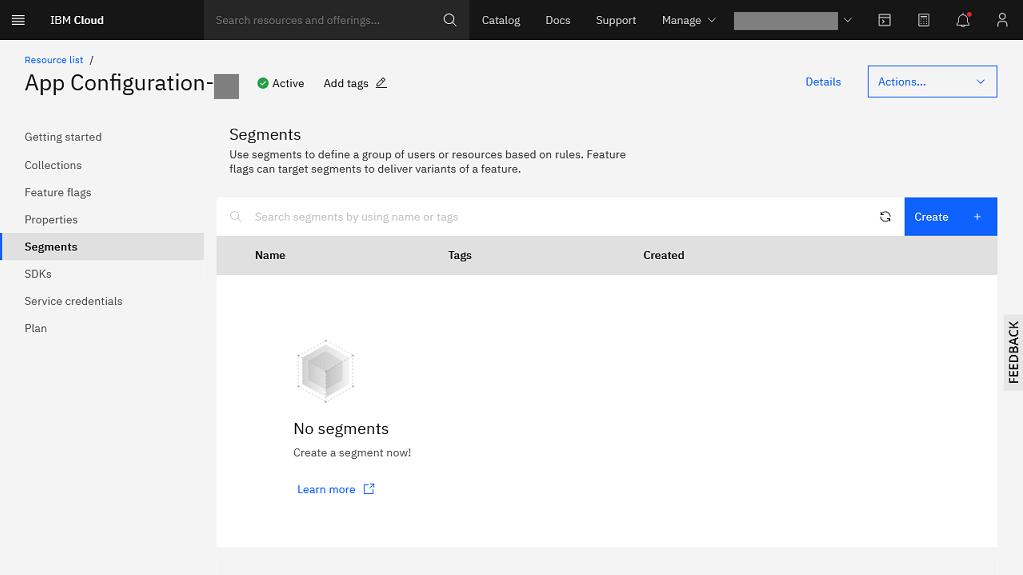 IBM Cloud
Search resources and offerings...
Catalog
Docs
Support
Manage
Resource list /
App Configuration-
Active
Add tags
Details
Actions...
Getting started
Collections
Feature flags
Properties
Segments
SDKs
Service credentials
Plan
Segments
Use segments to define a group of users or resources based on rules. Feature
flags can target segments to deliver variants of a feature.
Search segments by using name or tags
Create +
Name
Tags
Created
No segments
Create a segment now!
Learn more
FEEDBACK